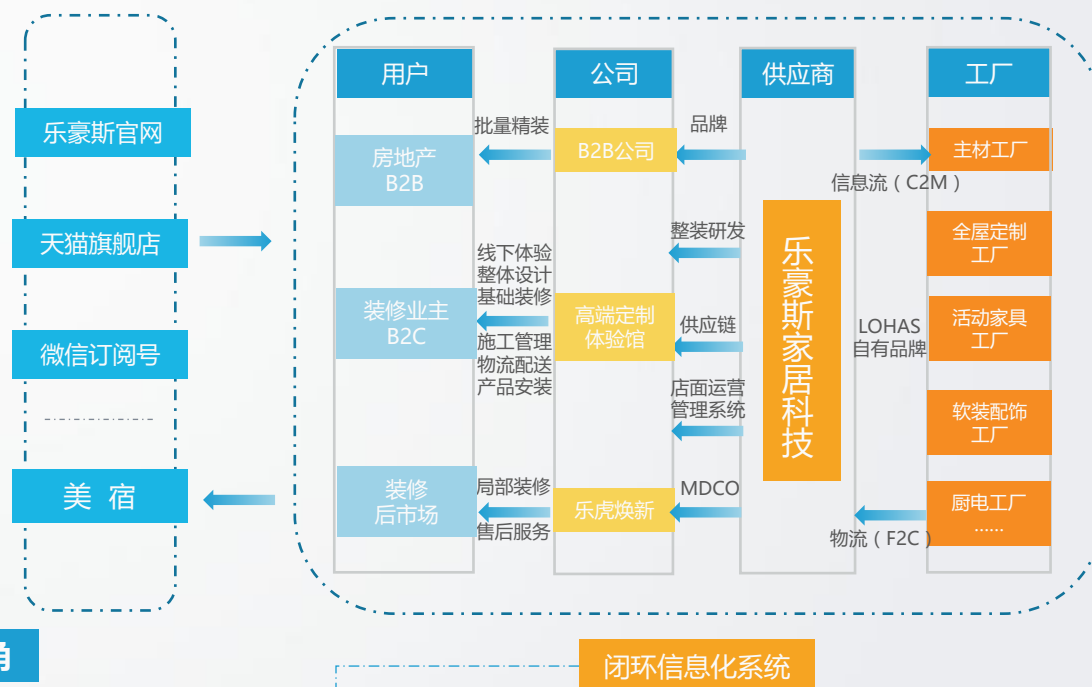 乐豪斯官网
天猫旗舰店
微信订阅号
美 宿
用户
房地产
B2B
装修业主
B2C
装修
后市场
批量精装
线下体验
整体设计
基础装修
施工管理
物流配送
产品安装
局部装修
售后服务
公司
B2B公司
高端定制
体验馆
乐虎焕新
品牌
整装研发
供应链
店面运营
管理系统
MDCO
供应商
乐豪斯家居科技
信息流（C2M）
LOHAS
自有品牌
物流（F2C）
工厂
主材工厂
全屋定制
工厂
活动家具
工厂
软装配饰
工厂
厨电工厂
……
闭环信息化系统